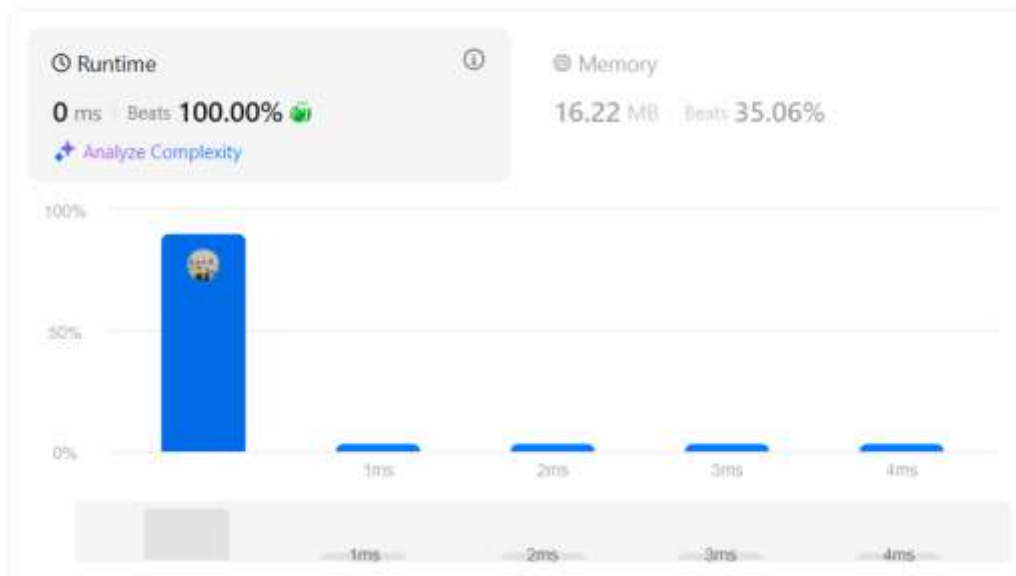 Runtime
Memory
0 ms Beats 100.00%
16.22 MB Beats 35.06%
Analyze Complexity
100%
50%
0%
1ms 2ms 3ms 4ms
1ms 2ms 3ms 4ms